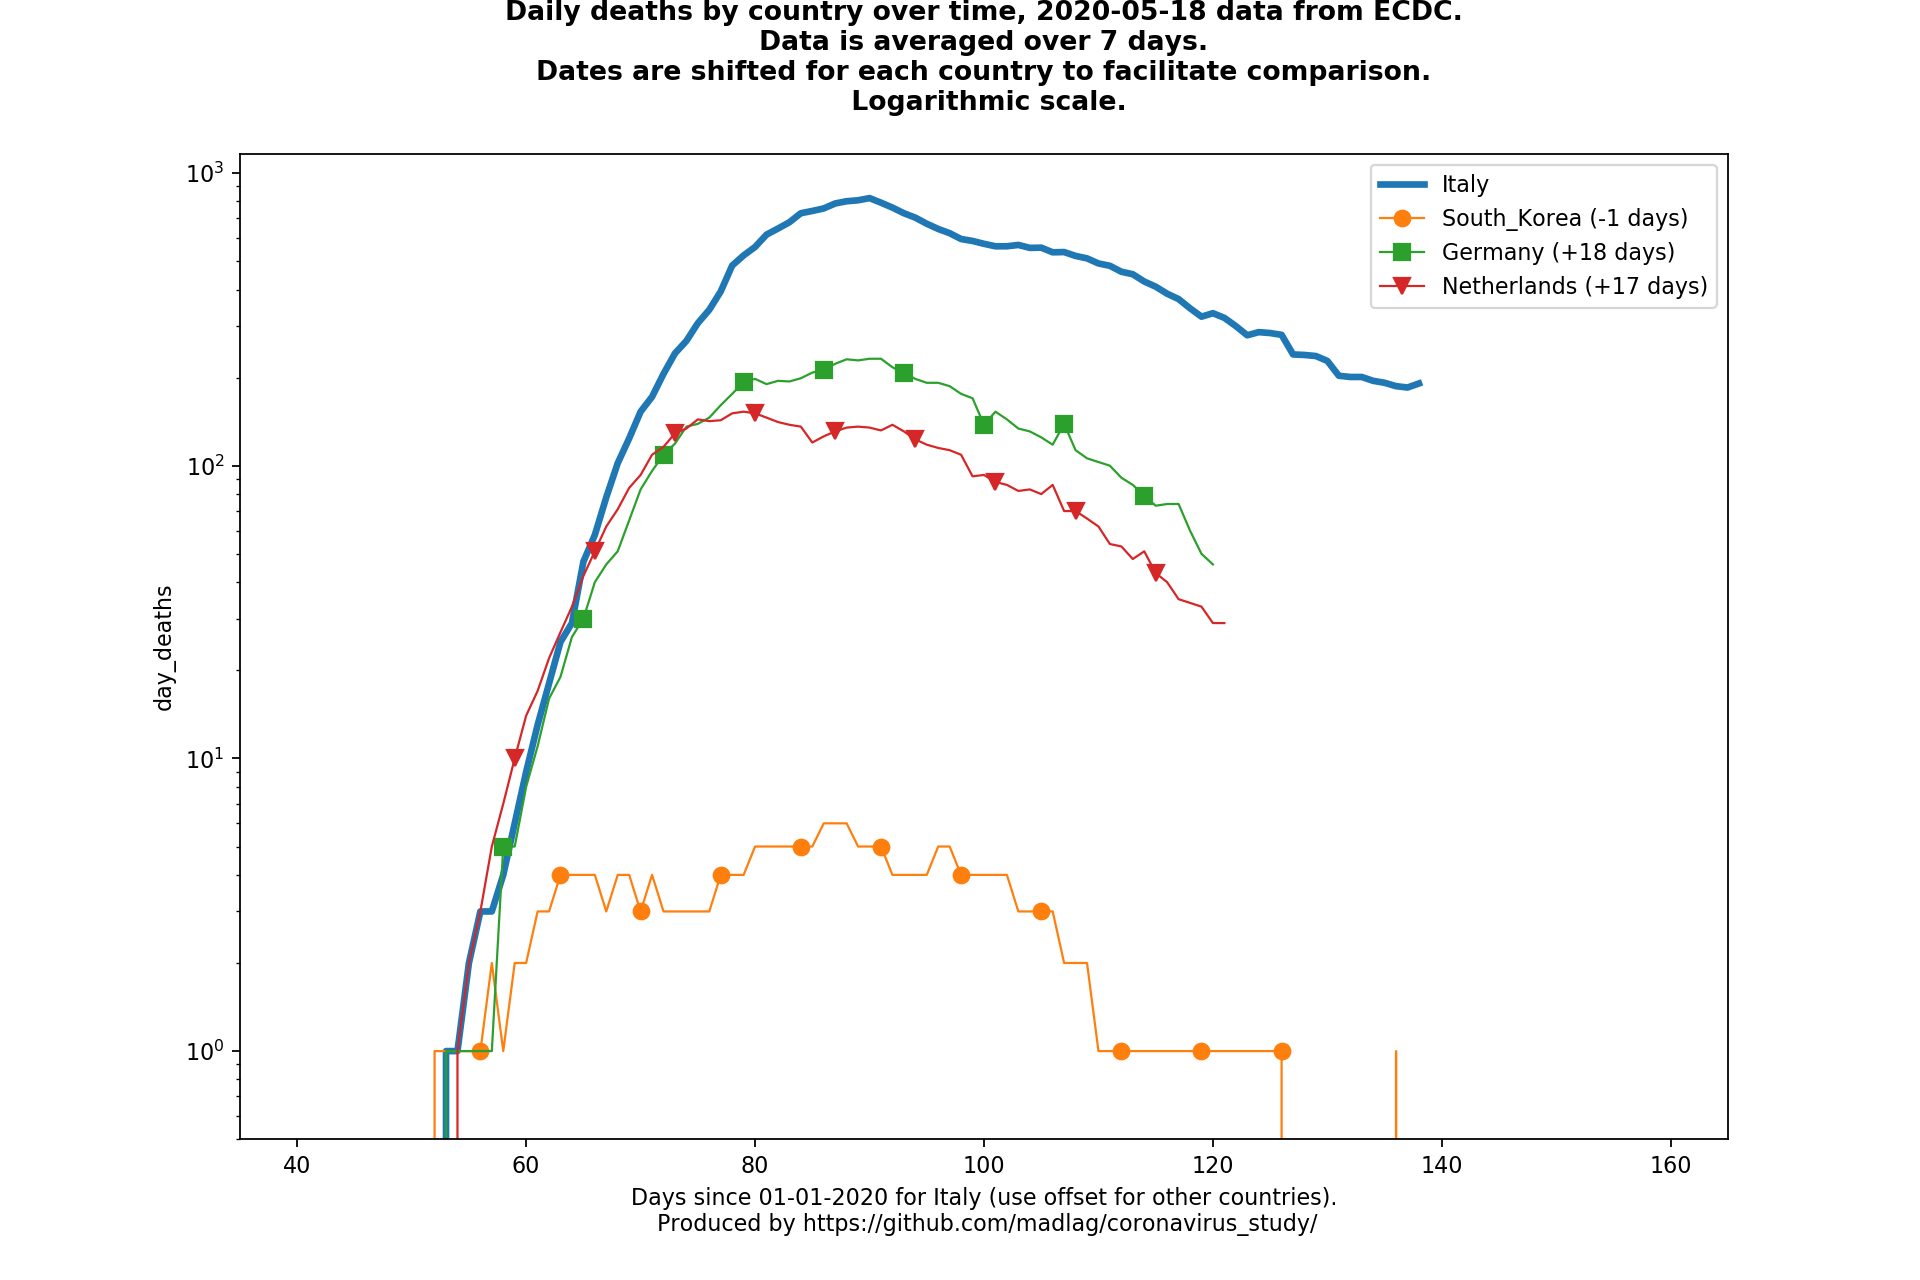 Daily deaths by country over time, 2020-05-18 data from ECDC.
Data is averaged over 7 days.
Dates are shifted for each country to facilitate comparison.
Logarithmic scale.
10³
10²
10¹
10⁰
day_deaths
Italy
South_Korea (-1 days)
Germany (+18 days)
Netherlands (+17 days)
40 60 80 100 120 140 160
Days since 01-01-2020 for Italy (use offset for other countries).
Produced by https://github.com/madlag/coronavirus_study/